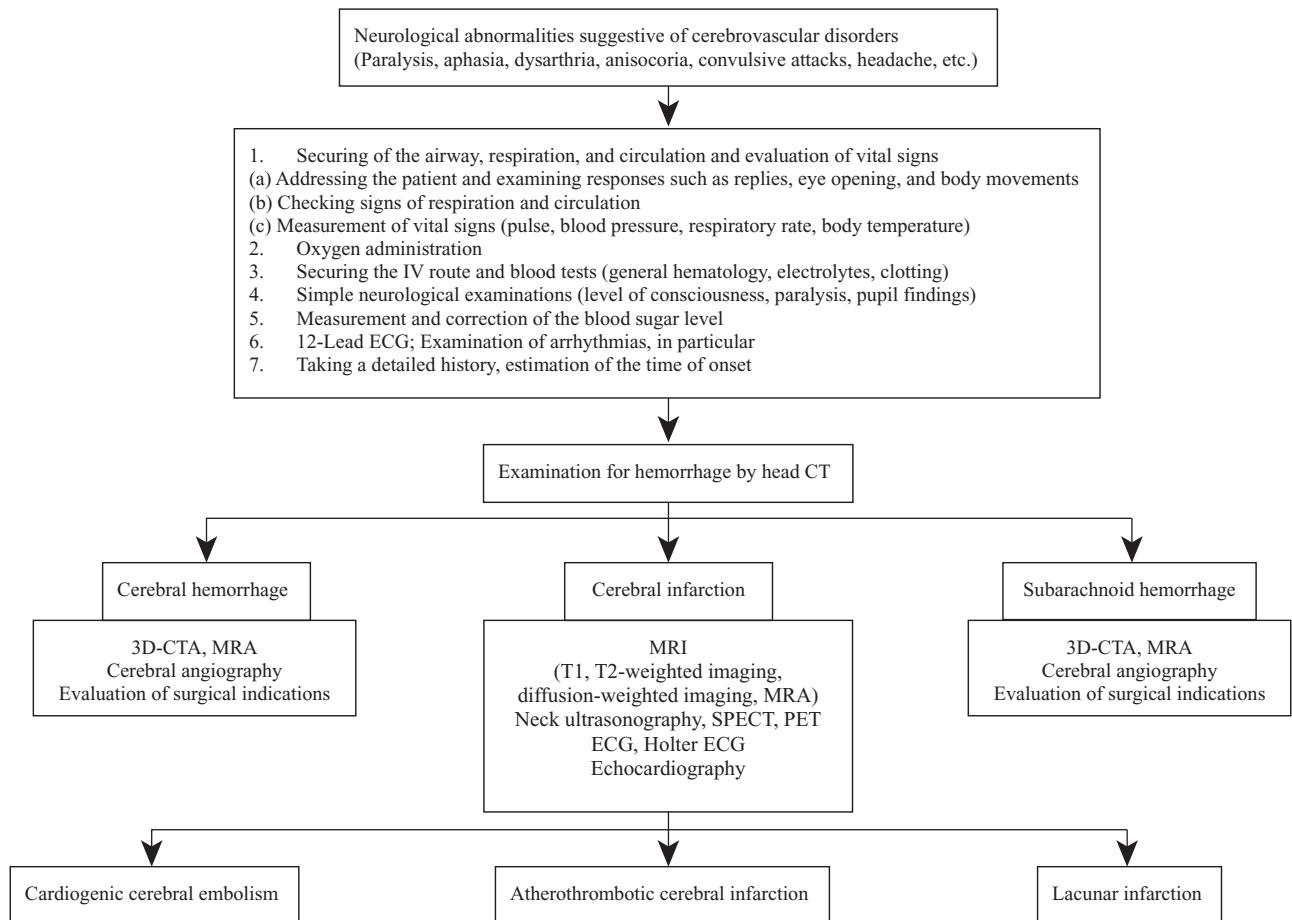 Neurological abnormalities suggestive of cerebrovascular disorders
(Paralysis, aphasia, dysarthria, anisocoria, convulsive attacks, headache, etc.)
1. Securing of the airway, respiration, and circulation and evaluation of vital signs
(a) Addressing the patient and examining responses such as replies, eye opening, and body movements
(b) Checking signs of respiration and circulation
(c) Measurement of vital signs (pulse, blood pressure, respiratory rate, body temperature)
2. Oxygen administration
3. Securing the IV route and blood tests (general hematology, electrolytes, clotting)
4. Simple neurological examinations (level of consciousness, paralysis, pupil findings)
5. Measurement and correction of the blood sugar level
6. 12-Lead ECG; Examination of arrhythmias, in particular
7. Taking a detailed history, estimation of the time of onset
Examination for hemorrhage by head CT
Cerebral hemorrhage
3D-CTA, MRA
Cerebral angiography
Evaluation of surgical indications
Cerebral infarction
MRI
(T1, T2-weighted imaging,
diffusion-weighted imaging, MRA)
Neck ultrasonography, SPECT, PET
ECG, Holter ECG
Echocardiography
Subarachnoid hemorrhage
3D-CTA, MRA
Cerebral angiography
Evaluation of surgical indications
Cardiogenic cerebral embolism
Atherothrombotic cerebral infarction
Lacunar infarction